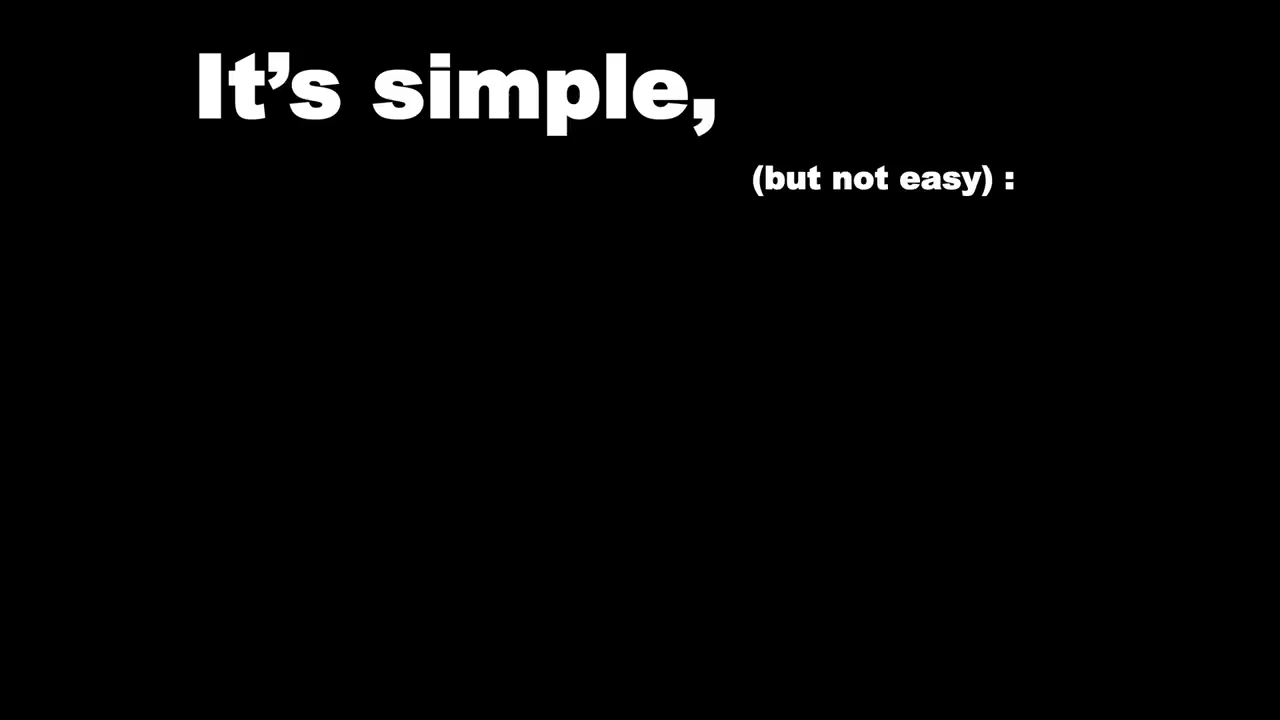 It’s simple,
(but not easy) :